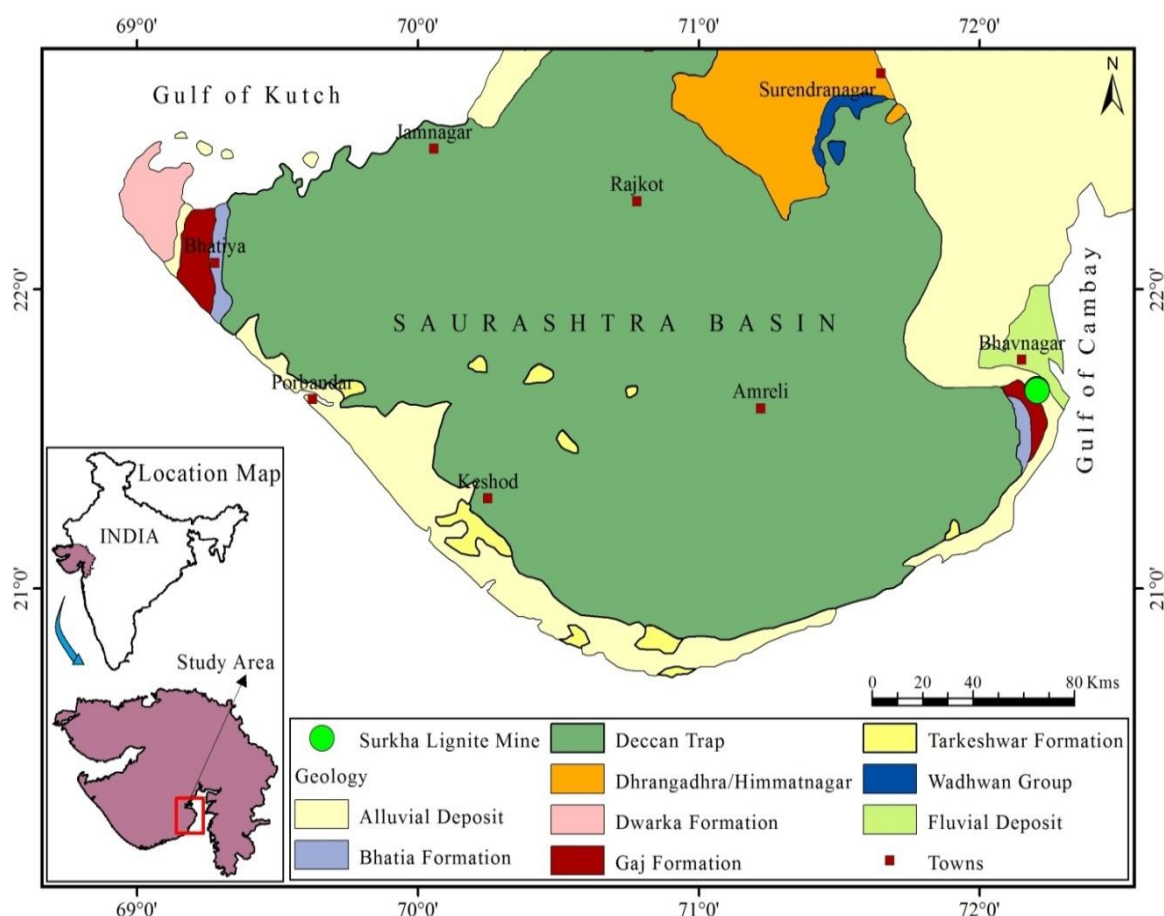 69°0' 70°0' 71°0' 72°0'
N
Gulf of Kutch
Surendranagar
Jamnagar
Rajkot
Bhatiya
22°0' 22°0'
SAURASHTRA BASIN
Gulf of Cambay
Bhavnagar
Porbandar
Amreli
Keshod
Location Map
INDIA
21°0' 21°0'
Study Area
0 20 40 60 80 Kms
Surkha Lignite Mine
Geology
Alluvial Deposit
Bhatia Formation
Deccan Trap
Dhrangadhra/Himmatnagar
Dwarka Formation
Gaj Formation
Tarkeshwar Formation
Wadhwan Group
Fluvial Deposit
Towns
69°0' 70°0' 71°0' 72°0'